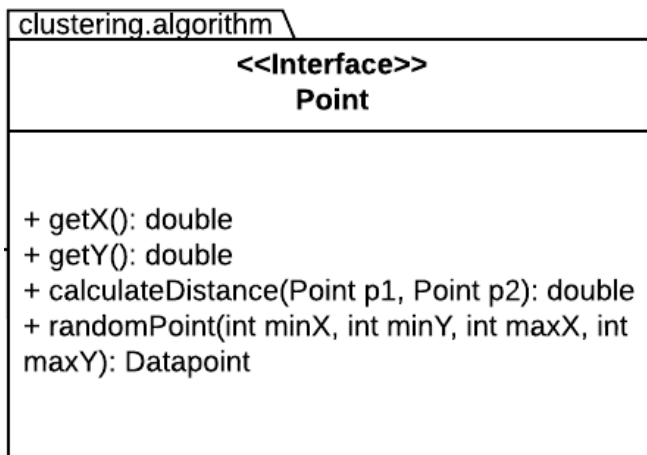 clustering.algorithm
<<Interface>>
Point
+ getX(): double
+ getY(): double
+ calculateDistance(Point p1, Point p2): double
+ randomPoint(int minX, int minY, int maxX, int
maxY): Datapoint